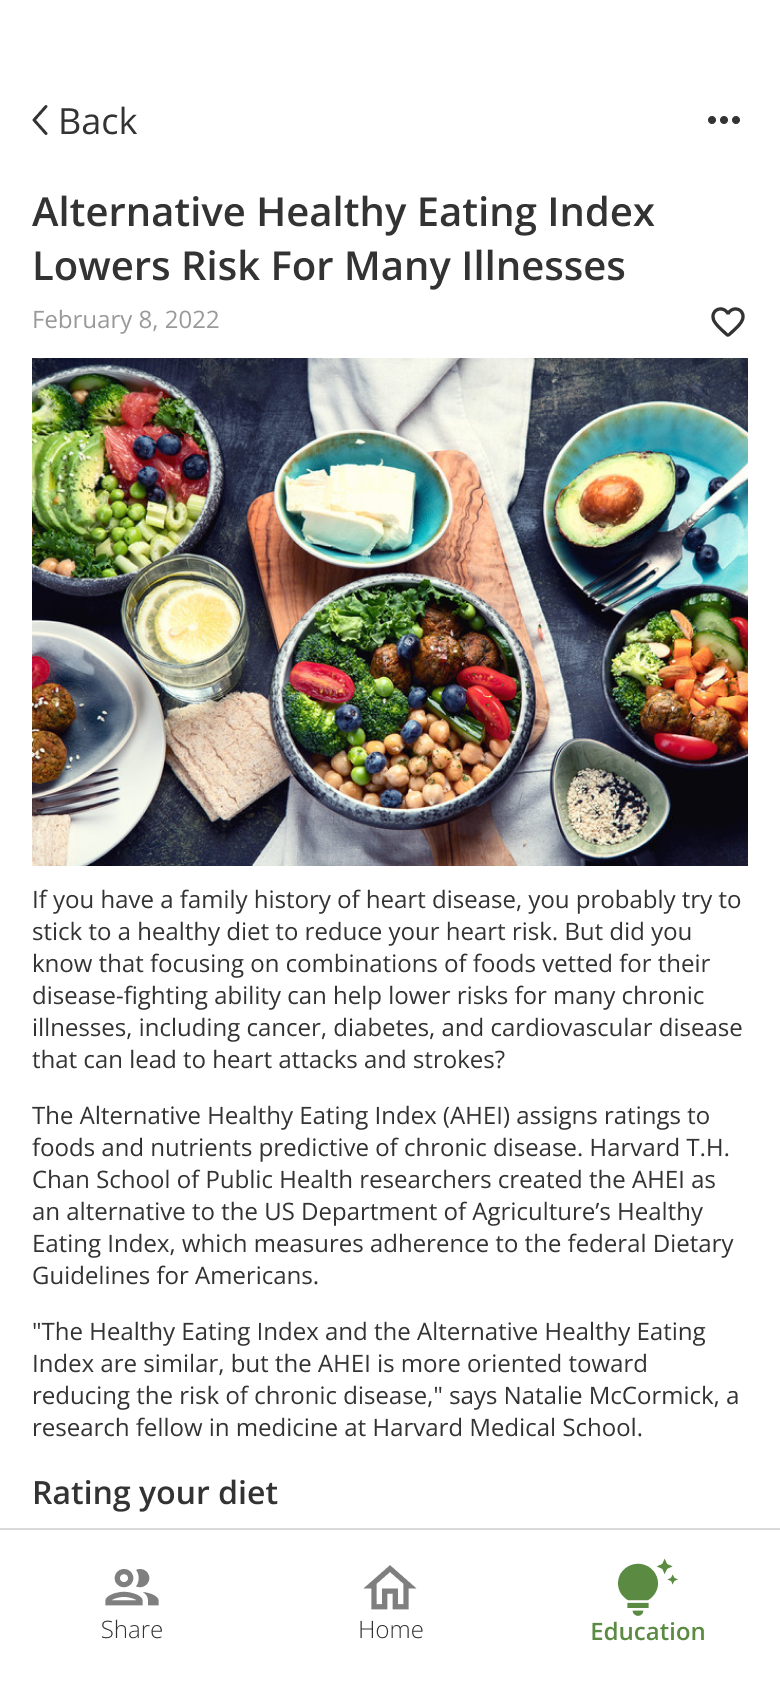 Back
Alternative Healthy Eating Index
Lowers Risk For Many Illnesses
February 8, 2022
If you have a family history of heart disease, you probably try to
stick to a healthy diet to reduce your heart risk. But did you
know that focusing on combinations of foods vetted for their
disease-fighting ability can help lower risks for many chronic
illnesses, including cancer, diabetes, and cardiovascular disease
that can lead to heart attacks and strokes?
The Alternative Healthy Eating Index (AHEI) assigns ratings to
foods and nutrients predictive of chronic disease. Harvard T.H.
Chan School of Public Health researchers created the AHEI as
an alternative to the US Department of Agriculture’s Healthy
Eating Index, which measures adherence to the federal Dietary
Guidelines for Americans.
"The Healthy Eating Index and the Alternative Healthy Eating
Index are similar, but the AHEI is more oriented toward
reducing the risk of chronic disease," says Natalie McCormick, a
research fellow in medicine at Harvard Medical School.
Rating your diet
Share
Home
Education